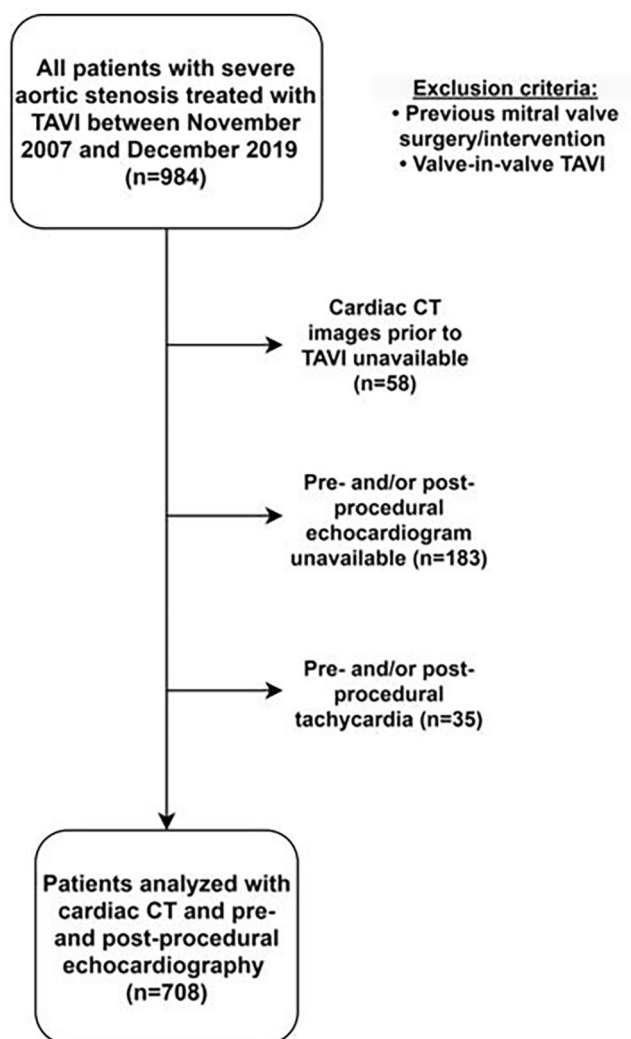 All patients with severe
aortic stenosis treated with
TAVI between November
2007 and December 2019
(n=984)
Exclusion criteria:
• Previous mitral valve
surgery/intervention
• Valve-in-valve TAVI
Cardiac CT
images prior to
TAVI unavailable
(n=58)
Pre- and/or post-
procedural
echocardiogram
unavailable (n=183)
Pre- and/or post-
procedural
tachycardia (n=35)
Patients analyzed with
cardiac CT and pre-
and post-procedural
echocardiography
(n=708)